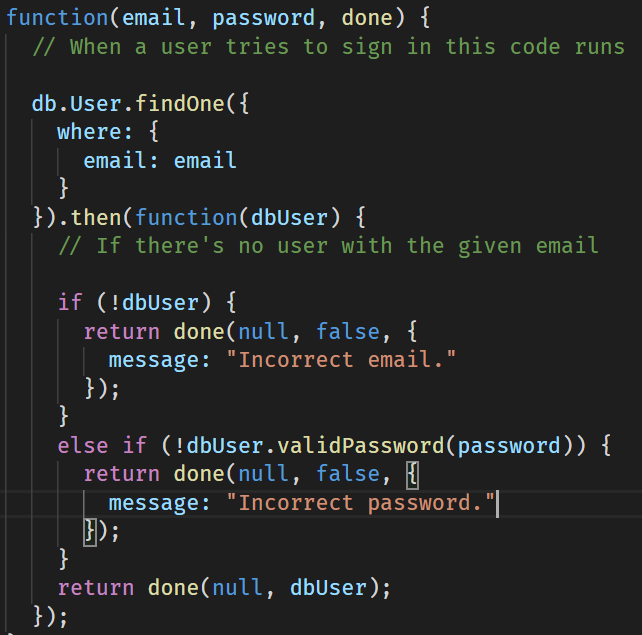 function(email, password, done) {
  // When a user tries to sign in this code runs
  db.User.findOne({
    where: {
      email: email
    }
  }).then(function(dbUser) {
    // If there's no user with the given email
    if (!dbUser) {
      return done(null, false, {
        message: "Incorrect email."
      });
    }
    else if (!dbUser.validPassword(password)) {
      return done(null, false, {
        message: "Incorrect password."
      });
    }
    return done(null, dbUser);
  });